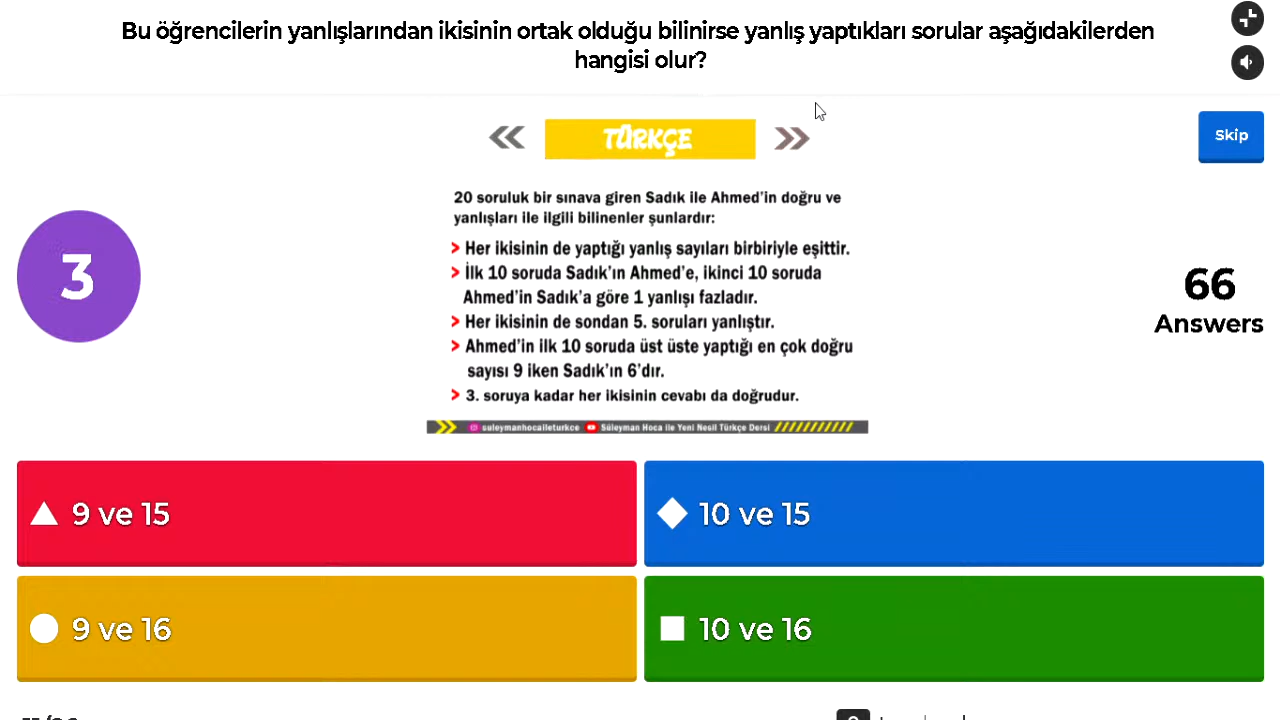 Bu öğrencilerin yanlışlarından ikisinin ortak olduğu bilinirse yanlış yaptıkları sorular aşağıdakilerden
hangisi olur?
TÜRKÇE
Skip
20 soruluk bir sınava giren Sadık ile Ahmed'in doğru ve
yanlışları ile ilgili bilinenler şunlardır:
> Her ikisinin de yaptığı yanlış sayıları birbiriyle eşittir.
> İlk 10 soruda Sadık'ın Ahmed'e, ikinci 10 soruda
Ahmed'in Sadık'a göre 1 yanlışı fazladır.
> Her ikisinin de sondan 5. soruları yanlıştır.
> Ahmed'in ilk 10 soruda üst üste yaptığı en çok doğru
sayısı 9 iken Sadık'ın 6'dır.
> 3. soruya kadar her ikisinin cevabı da doğrudur.
3
66
Answers
suleymanhocaileturkce Süleyman Hoca ile Yeni Nesil Türkçe Dersi
9 ve 15
10 ve 15
9 ve 16
10 ve 16